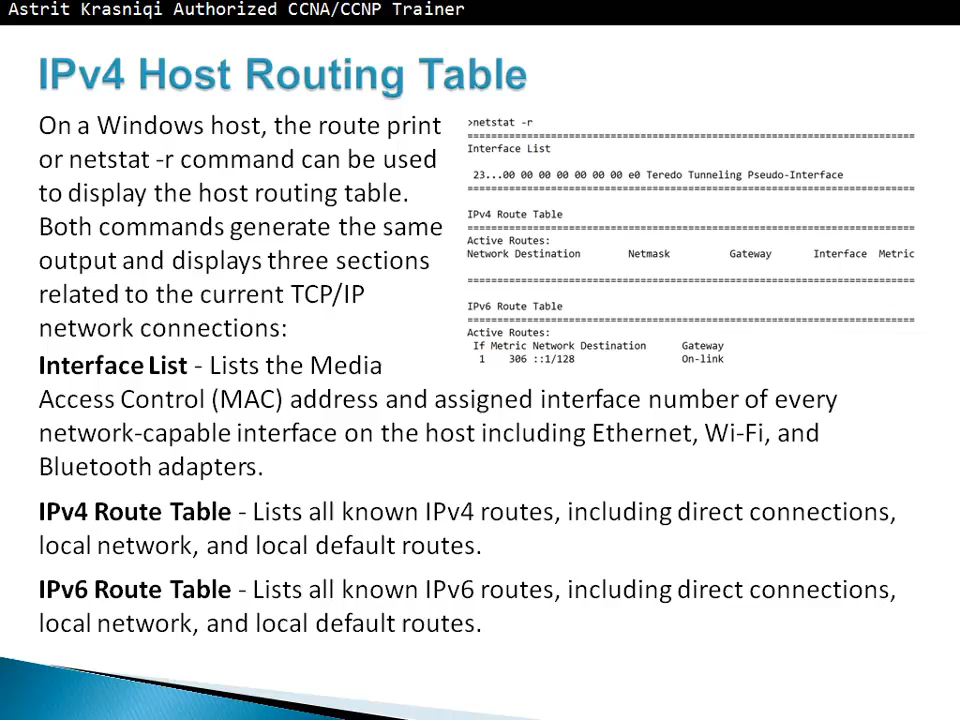 Astrit Krasniqi Authorized CCNA/CCNP Trainer
IPv4 Host Routing Table
On a Windows host, the route print
or netstat -r command can be used
to display the host routing table.
Both commands generate the same
output and displays three sections
related to the current TCP/IP
network connections:
Interface List - Lists the Media
Access Control (MAC) address and assigned interface number of every
network-capable interface on the host including Ethernet, Wi-Fi, and
Bluetooth adapters.
IPv4 Route Table - Lists all known IPv4 routes, including direct connections,
local network, and local default routes.
IPv6 Route Table - Lists all known IPv6 routes, including direct connections,
local network, and local default routes.
>netstat -r
===========================================================================
Interface List
23...00 00 00 00 00 00 00 e0 Teredo Tunneling Pseudo-Interface
===========================================================================
IPv4 Route Table
===========================================================================
Active Routes:
Network Destination Netmask Gateway Interface Metric
===========================================================================
IPv6 Route Table
===========================================================================
Active Routes:
If Metric Network Destination Gateway
1 306 ::1/128 On-link